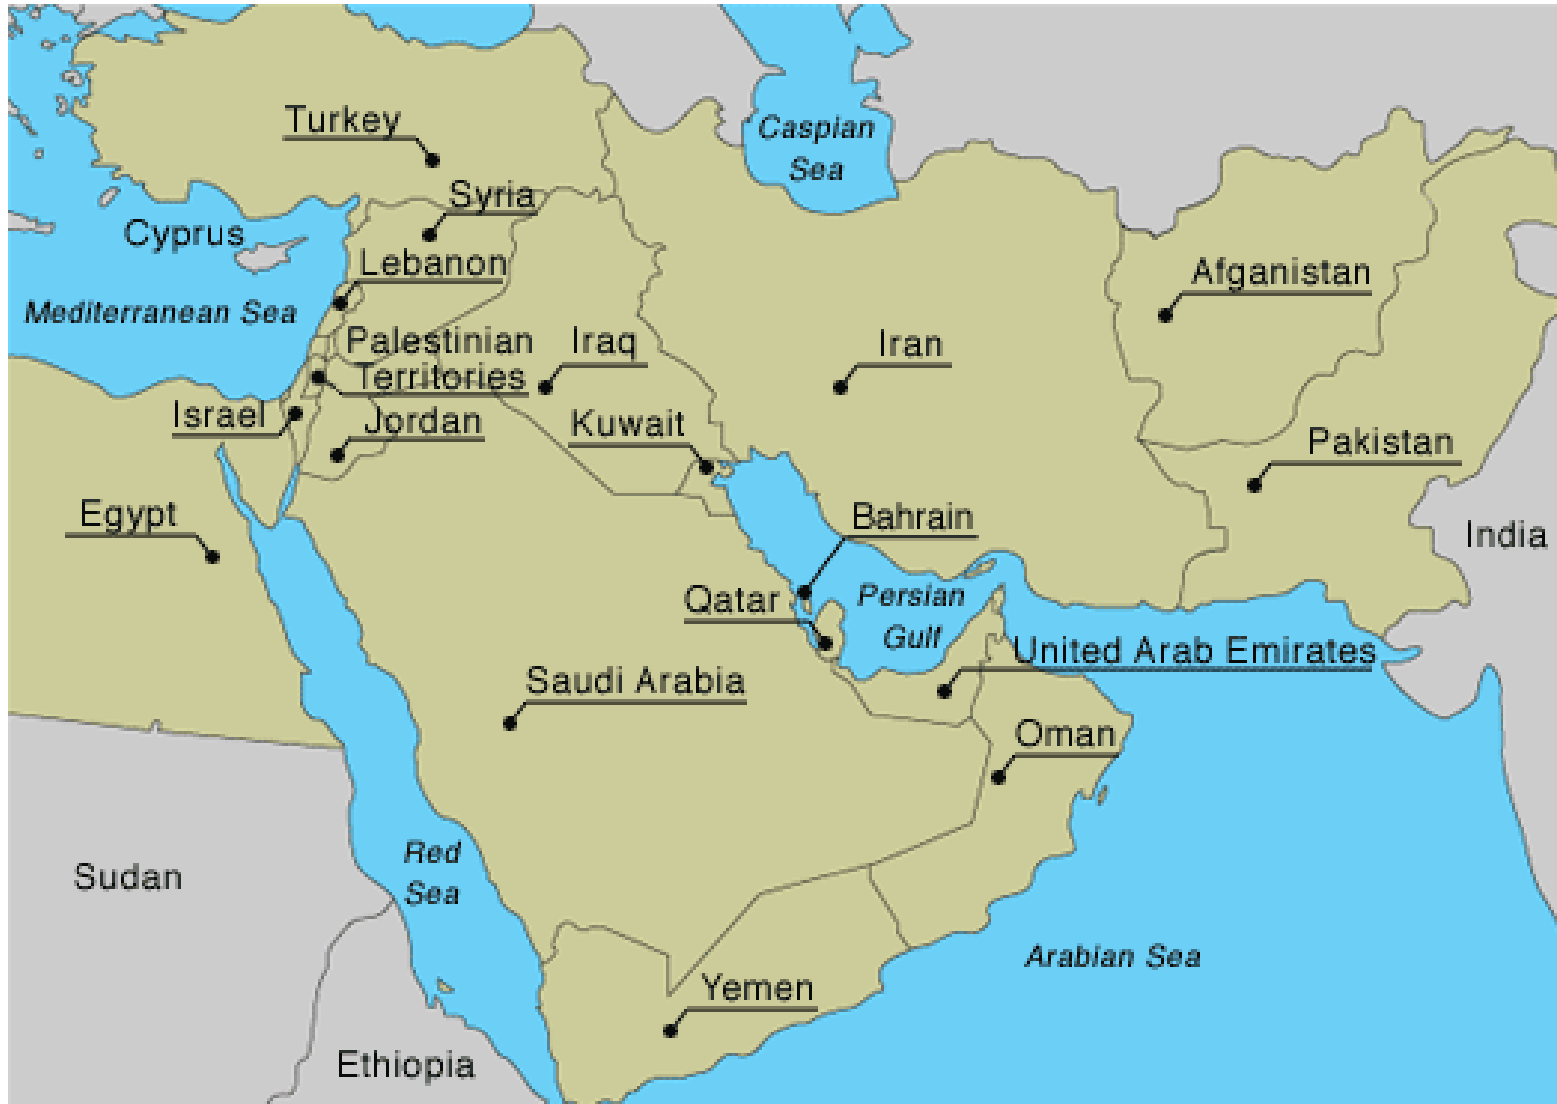 Turkey
Caspian
Sea
Syria
Cyprus
Lebanon
Afganistan
Mediterranean Sea
Palestinian
Territories
Iraq
Iran
Israel
Jordan
Kuwait
Pakistan
Egypt
Bahrain
India
Qatar
Persian
Gulf
United Arab Emirates
Saudi Arabia
Oman
Red
Sea
Sudan
Arabian Sea
Yemen
Ethiopia